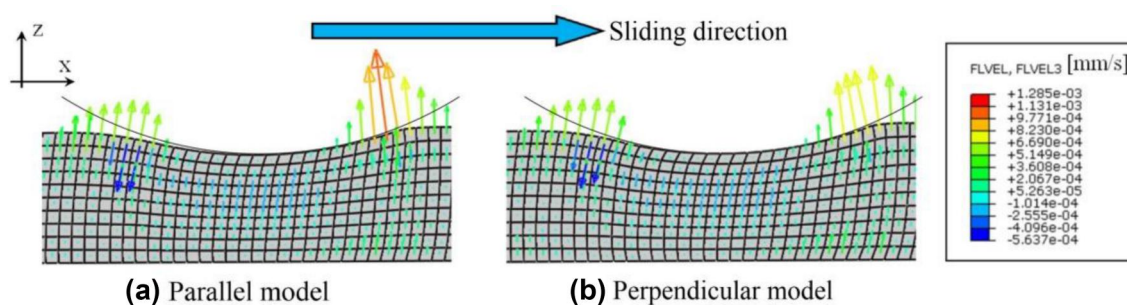 Z
X
Sliding direction
FLVEL, FLVEL3 [mm/s]
+1.285e-03
+1.131e-03
+9.771e-04
+8.230e-04
+6.690e-04
+5.149e-04
+3.608e-04
+2.067e-04
+5.263e-05
-1.014e-04
-2.555e-04
-4.096e-04
-5.637e-04
(a) Parallel model
(b) Perpendicular model